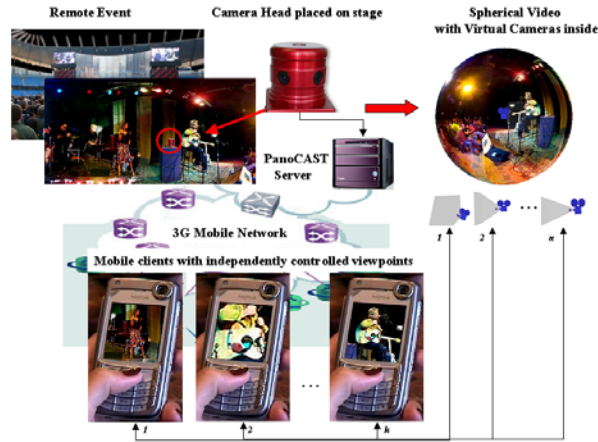 Remote Event
Camera Head placed on stage
Spherical Video
with Virtual Cameras inside
PanoCAST
Server
3G Mobile Network
1 2 ... n
Mobile clients with independently controlled viewpoints
...
1 2 k